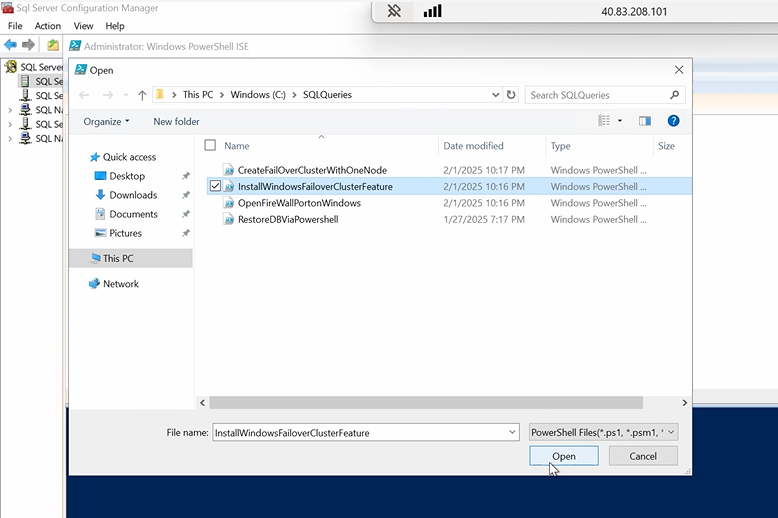 Sql Server Configuration Manager
40.83.208.101
File Action View Help
Administrator: Windows PowerShell ISE
SQL Server
SQL Se
SQL Se
SQL Na
SQL Se
SQL Na
Open
This PC > Windows (C:) > SQLQueries
Search SQLQueries
Organize New folder
Name Date modified Type Size
Quick access
Desktop
Downloads
Documents
Pictures
This PC
Network
CreateFailOverClusterWithOneNode 2/1/2025 10:17 PM Windows PowerShell ...
InstallWindowsFailoverClusterFeature 2/1/2025 10:16 PM Windows PowerShell ...
OpenFireWallPortonWindows 2/1/2025 10:16 PM Windows PowerShell ...
RestoreDBViaPowershell 1/27/2025 7:17 PM Windows PowerShell ...
File name: InstallWindowsFailoverClusterFeature PowerShell Files(*.ps1, *.psm1, *
Open Cancel